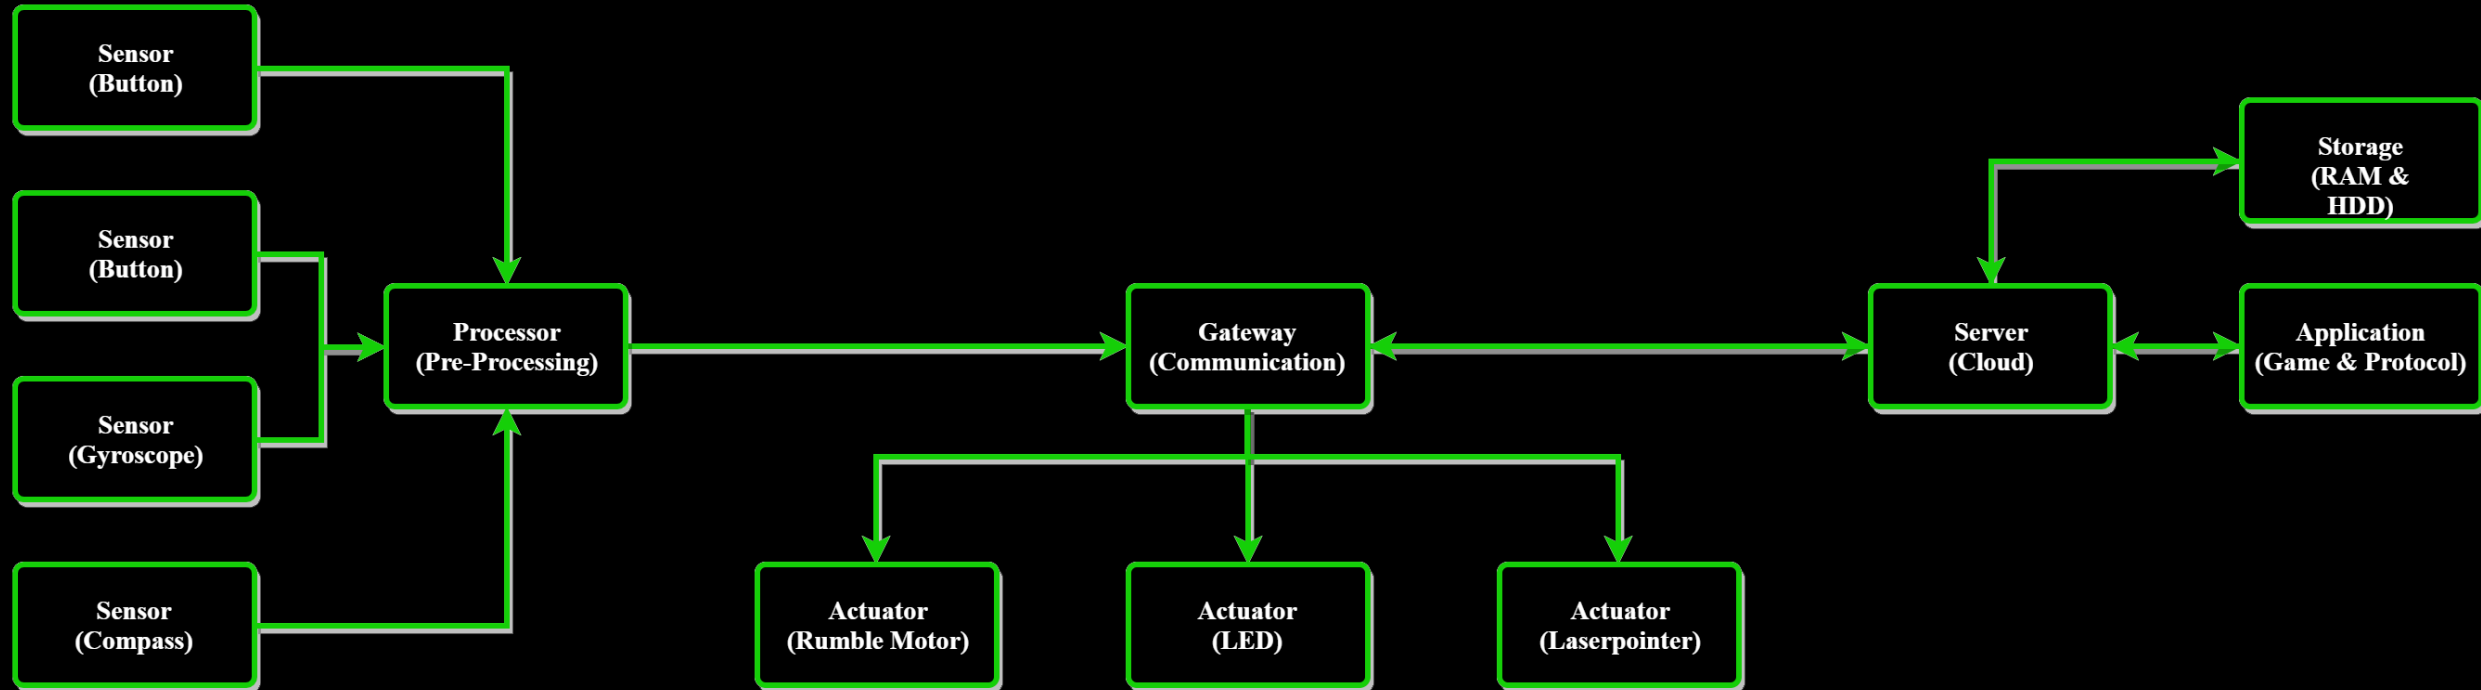 Sensor
(Button)
Sensor
(Button)
Sensor
(Gyroscope)
Sensor
(Compass)
Processor
(Pre-Processing)
Gateway
(Communication)
Actuator
(Rumble Motor)
Actuator
(LED)
Actuator
(Laserpointer)
Server
(Cloud)
Storage
(RAM &
HDD)
Application
(Game & Protocol)